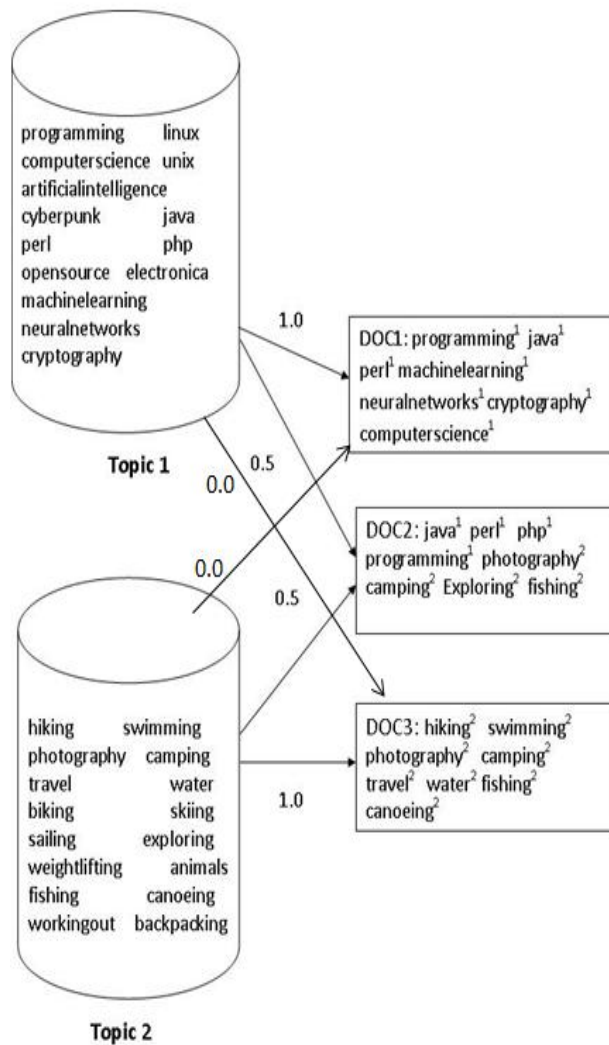 programming linux
computerscience unix
artificialintelligence
cyberpunk java
perl php
opensource electronica
machinelearning
neuralnetworks
cryptography
Topic 1
1.0
0.5
0.0
0.0
0.5
1.0
DOC1: programming¹ java¹
perl¹ machinelearning¹
neuralnetworks¹ cryptography¹
computerscience¹
DOC2: java¹ perl¹ php¹
programming¹ photography²
camping² Exploring² fishing²
DOC3: hiking² swimming²
photography² camping²
travel² water² fishing²
canoeing²
hiking swimming
photography camping
travel water
biking skiing
sailing exploring
weightlifting animals
fishing canoeing
workingout backpacking
Topic 2